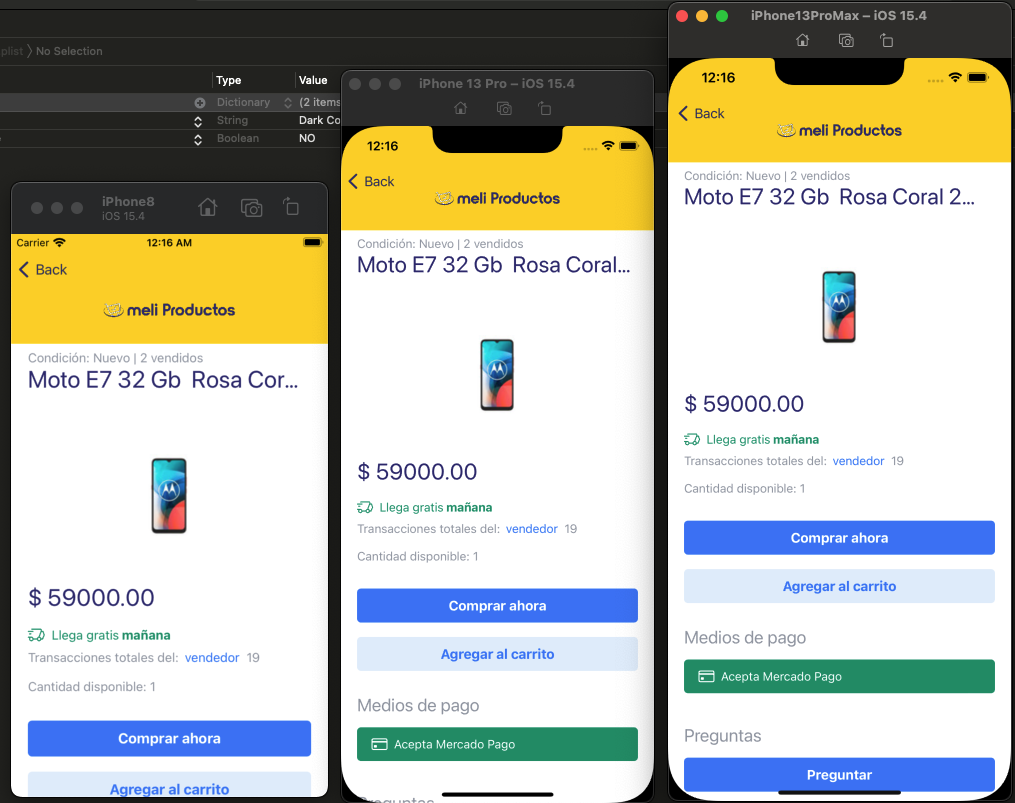 plist 〉No Selection
Type Value
Dictionary (2 items
String Dark Co
Boolean NO
iPhone8
iOS 15.4
Carrier 12:16 AM
Back
meli Productos
Condición: Nuevo | 2 vendidos
Moto E7 32 Gb Rosa Cor...
$ 59000.00
Llega gratis mañana
Transacciones totales del: vendedor 19
Cantidad disponible: 1
Comprar ahora
Agregar al carrito
iPhone 13 Pro – iOS 15.4
12:16
Back
meli Productos
Condición: Nuevo | 2 vendidos
Moto E7 32 Gb Rosa Coral...
$ 59000.00
Llega gratis mañana
Transacciones totales del: vendedor 19
Cantidad disponible: 1
Comprar ahora
Agregar al carrito
Medios de pago
Acepta Mercado Pago
Preguntas
iPhone13ProMax – iOS 15.4
12:16
Back
meli Productos
Condición: Nuevo | 2 vendidos
Moto E7 32 Gb Rosa Coral 2...
$ 59000.00
Llega gratis mañana
Transacciones totales del: vendedor 19
Cantidad disponible: 1
Comprar ahora
Agregar al carrito
Medios de pago
Acepta Mercado Pago
Preguntas
Preguntar